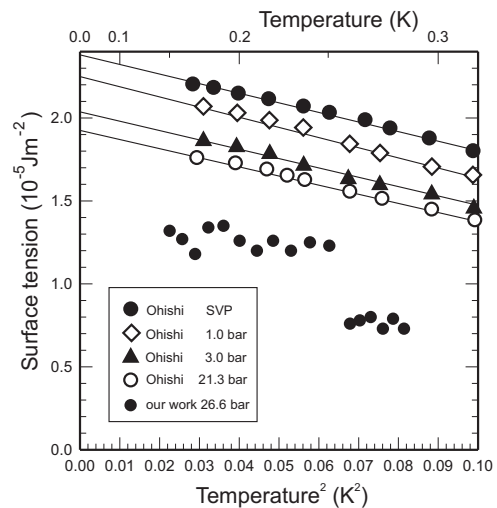 Temperature (K)
0.0 0.1 0.2 0.3
2.0
1.5
1.0
0.5
0.0
Surface tension (10⁻⁵Jm⁻²)
Ohishi SVP
Ohishi 1.0 bar
Ohishi 3.0 bar
Ohishi 21.3 bar
our work 26.6 bar
0.00 0.01 0.02 0.03 0.04 0.05 0.06 0.07 0.08 0.09 0.10
Temperature² (K²)